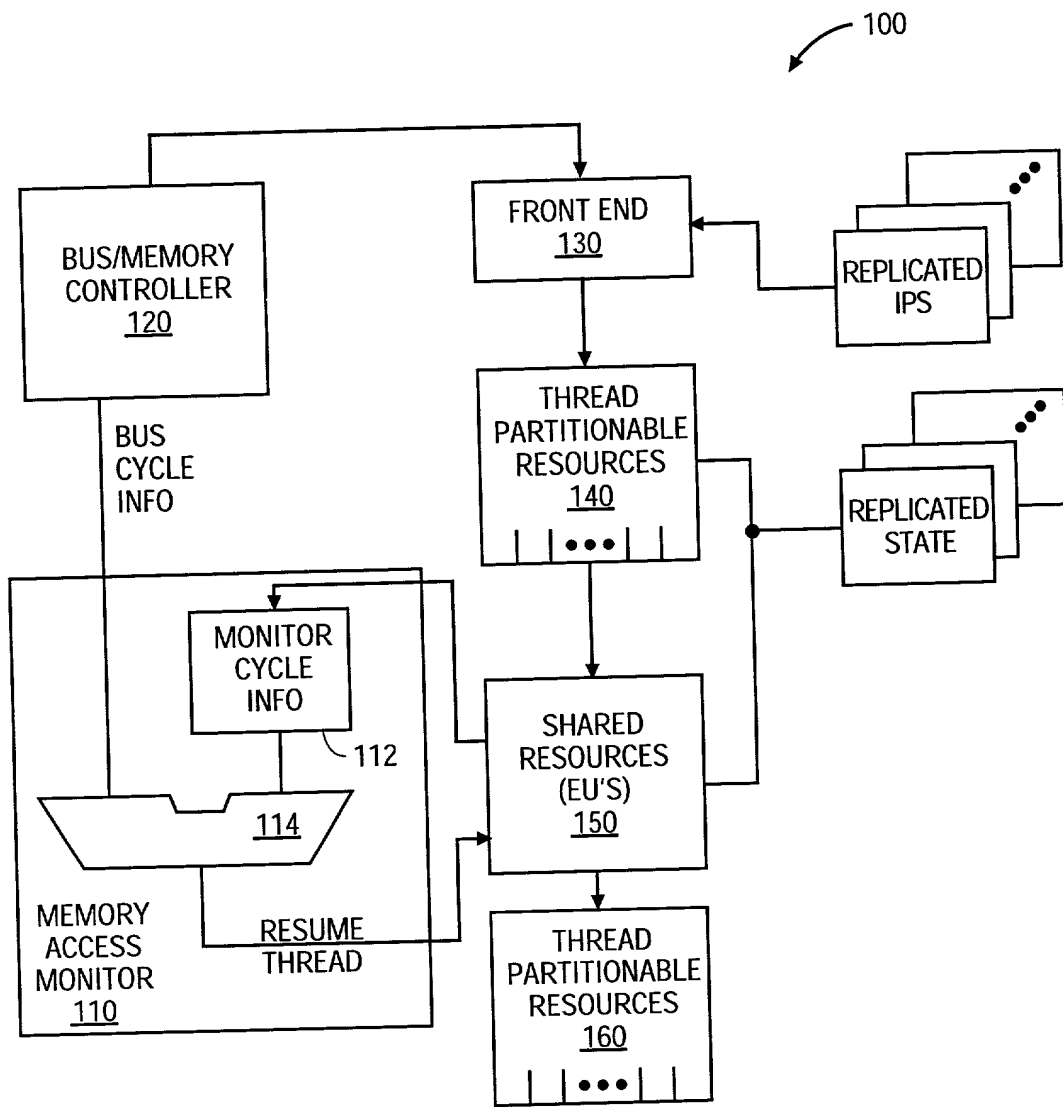 100
BUS/MEMORY
CONTROLLER
120
FRONT END
130
REPLICATED
IPS
BUS
CYCLE
INFO
THREAD
PARTITIONABLE
RESOURCES
140
REPLICATED
STATE
MONITOR
CYCLE
INFO
112
114
MEMORY
ACCESS
MONITOR
110
RESUME
THREAD
SHARED
RESOURCES
(EU'S)
150
THREAD
PARTITIONABLE
RESOURCES
160